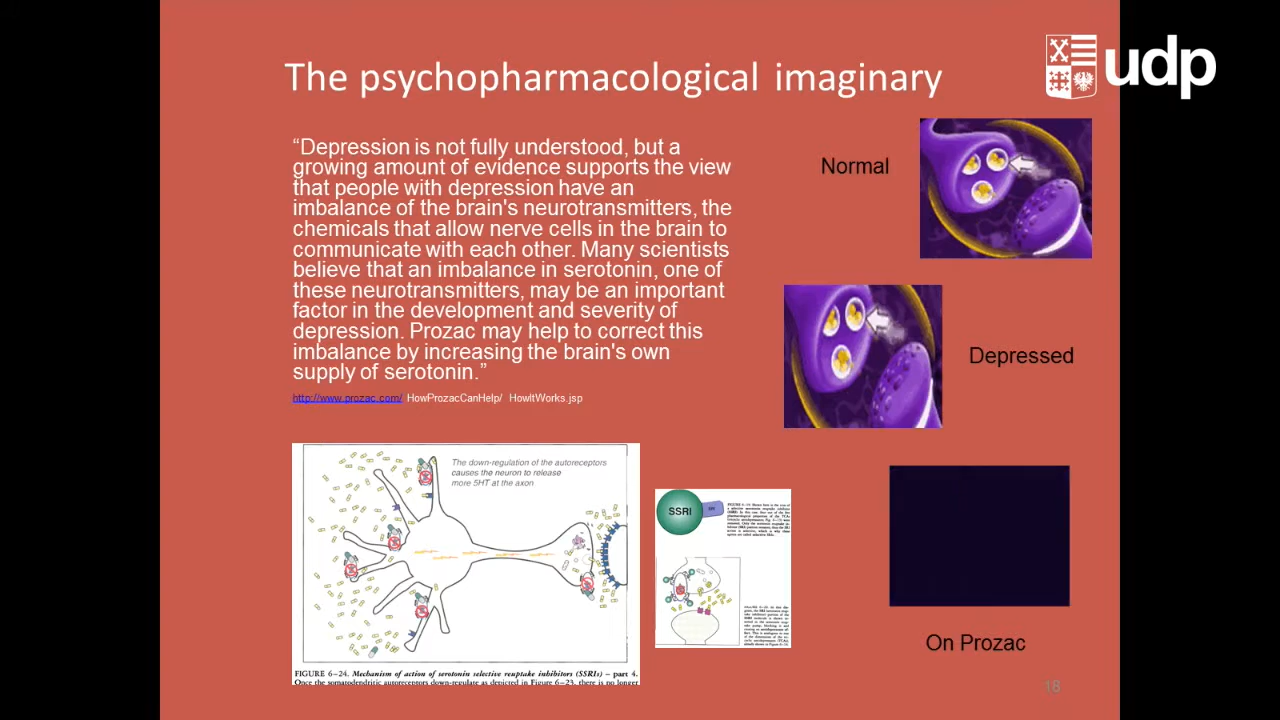 The psychopharmacological imaginary
udp
“Depression is not fully understood, but a
growing amount of evidence supports the view
that people with depression have an
imbalance of the brain's neurotransmitters, the
chemicals that allow nerve cells in the brain to
communicate with each other. Many scientists
believe that an imbalance in serotonin, one of
these neurotransmitters, may be an important
factor in the development and severity of
depression. Prozac may help to correct this
imbalance by increasing the brain's own
supply of serotonin.”
http://www.prozac.com/ HowProzacCanHelp/ HowItWorks.jsp
Normal
Depressed
On Prozac
The down-regulation of the autoreceptors
causes the neuron to release
more 5HT at the axon
FIGURE 6–24. Mechanism of action of serotonin selective reuptake inhibitors (SSRIs) – part 4.
Once the somatodendritic autoreceptors down-regulate as depicted in Figure 6–23, there is no longer
SSRI
18